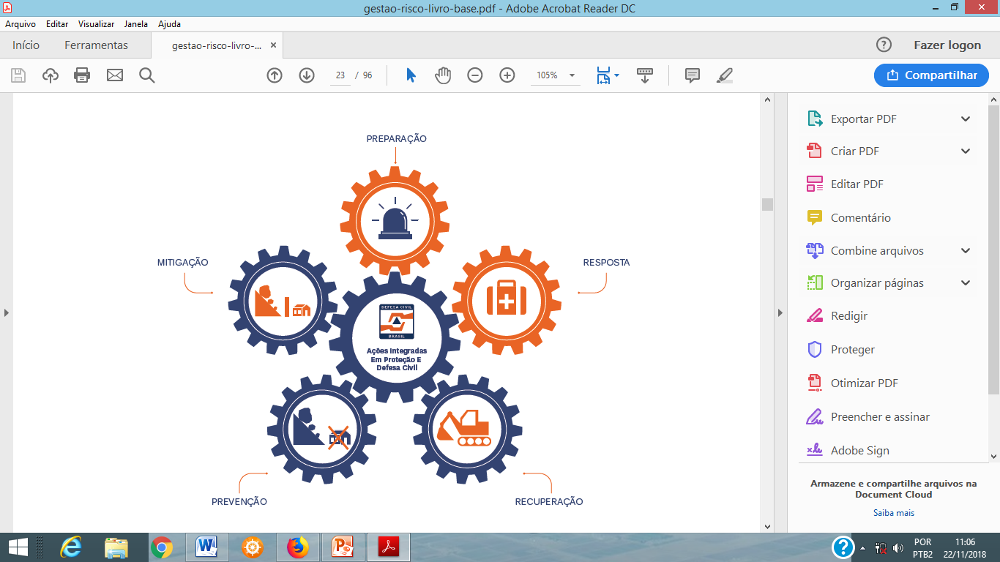 gestao-risco-livro-base.pdf - Adobe Acrobat Reader DC
Arquivo Editar Visualizar Janela Ajuda
Início Ferramentas gestao-risco-livro-... × Fazer logon
23 / 96 105% Compartilhar
PREPARAÇÃO
MITIGAÇÃO
RESPOSTA
DEFESA CIVIL
BRASIL
Ações Integradas
Em Proteção E
Defesa Civil
PREVENÇÃO
RECUPERAÇÃO
Exportar PDF
Criar PDF
Editar PDF
Comentário
Combine arquivos
Organizar páginas
Redigir
Proteger
Otimizar PDF
Preencher e assinar
Adobe Sign
Armazene e compartilhe arquivos na
Document Cloud
Saiba mais
POR 11:06
PTB2 22/11/2018